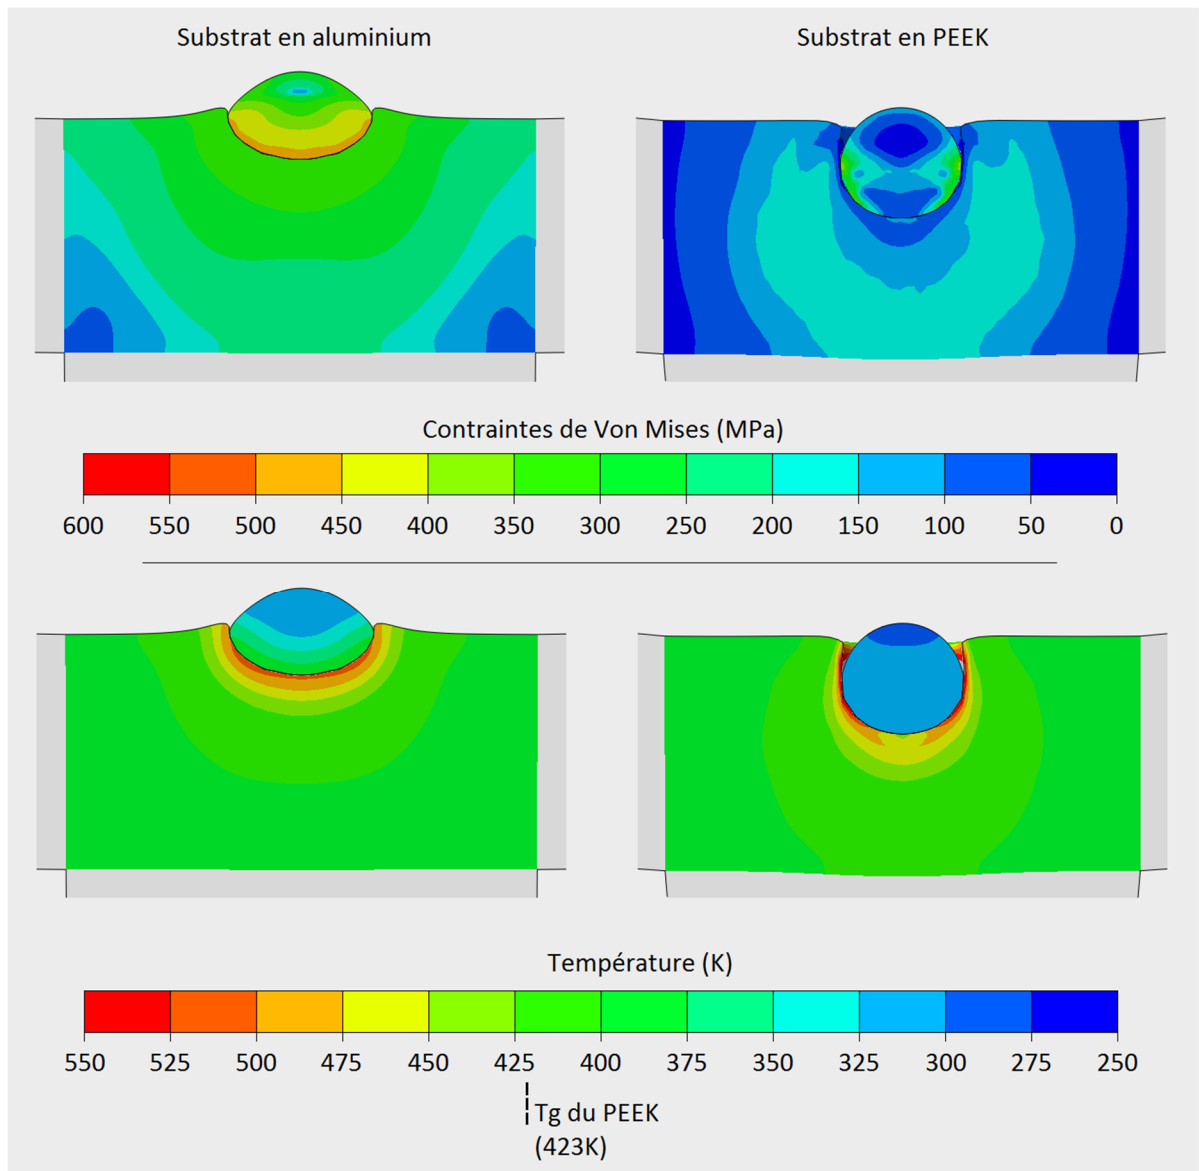 Substrat en aluminium
Substrat en PEEK
Contraintes de Von Mises (MPa)
600 550 500 450 400 350 300 250 200 150 100 50 0
Température (K)
550 525 500 475 450 425 400 375 350 325 300 275 250
Tg du PEEK
(423K)